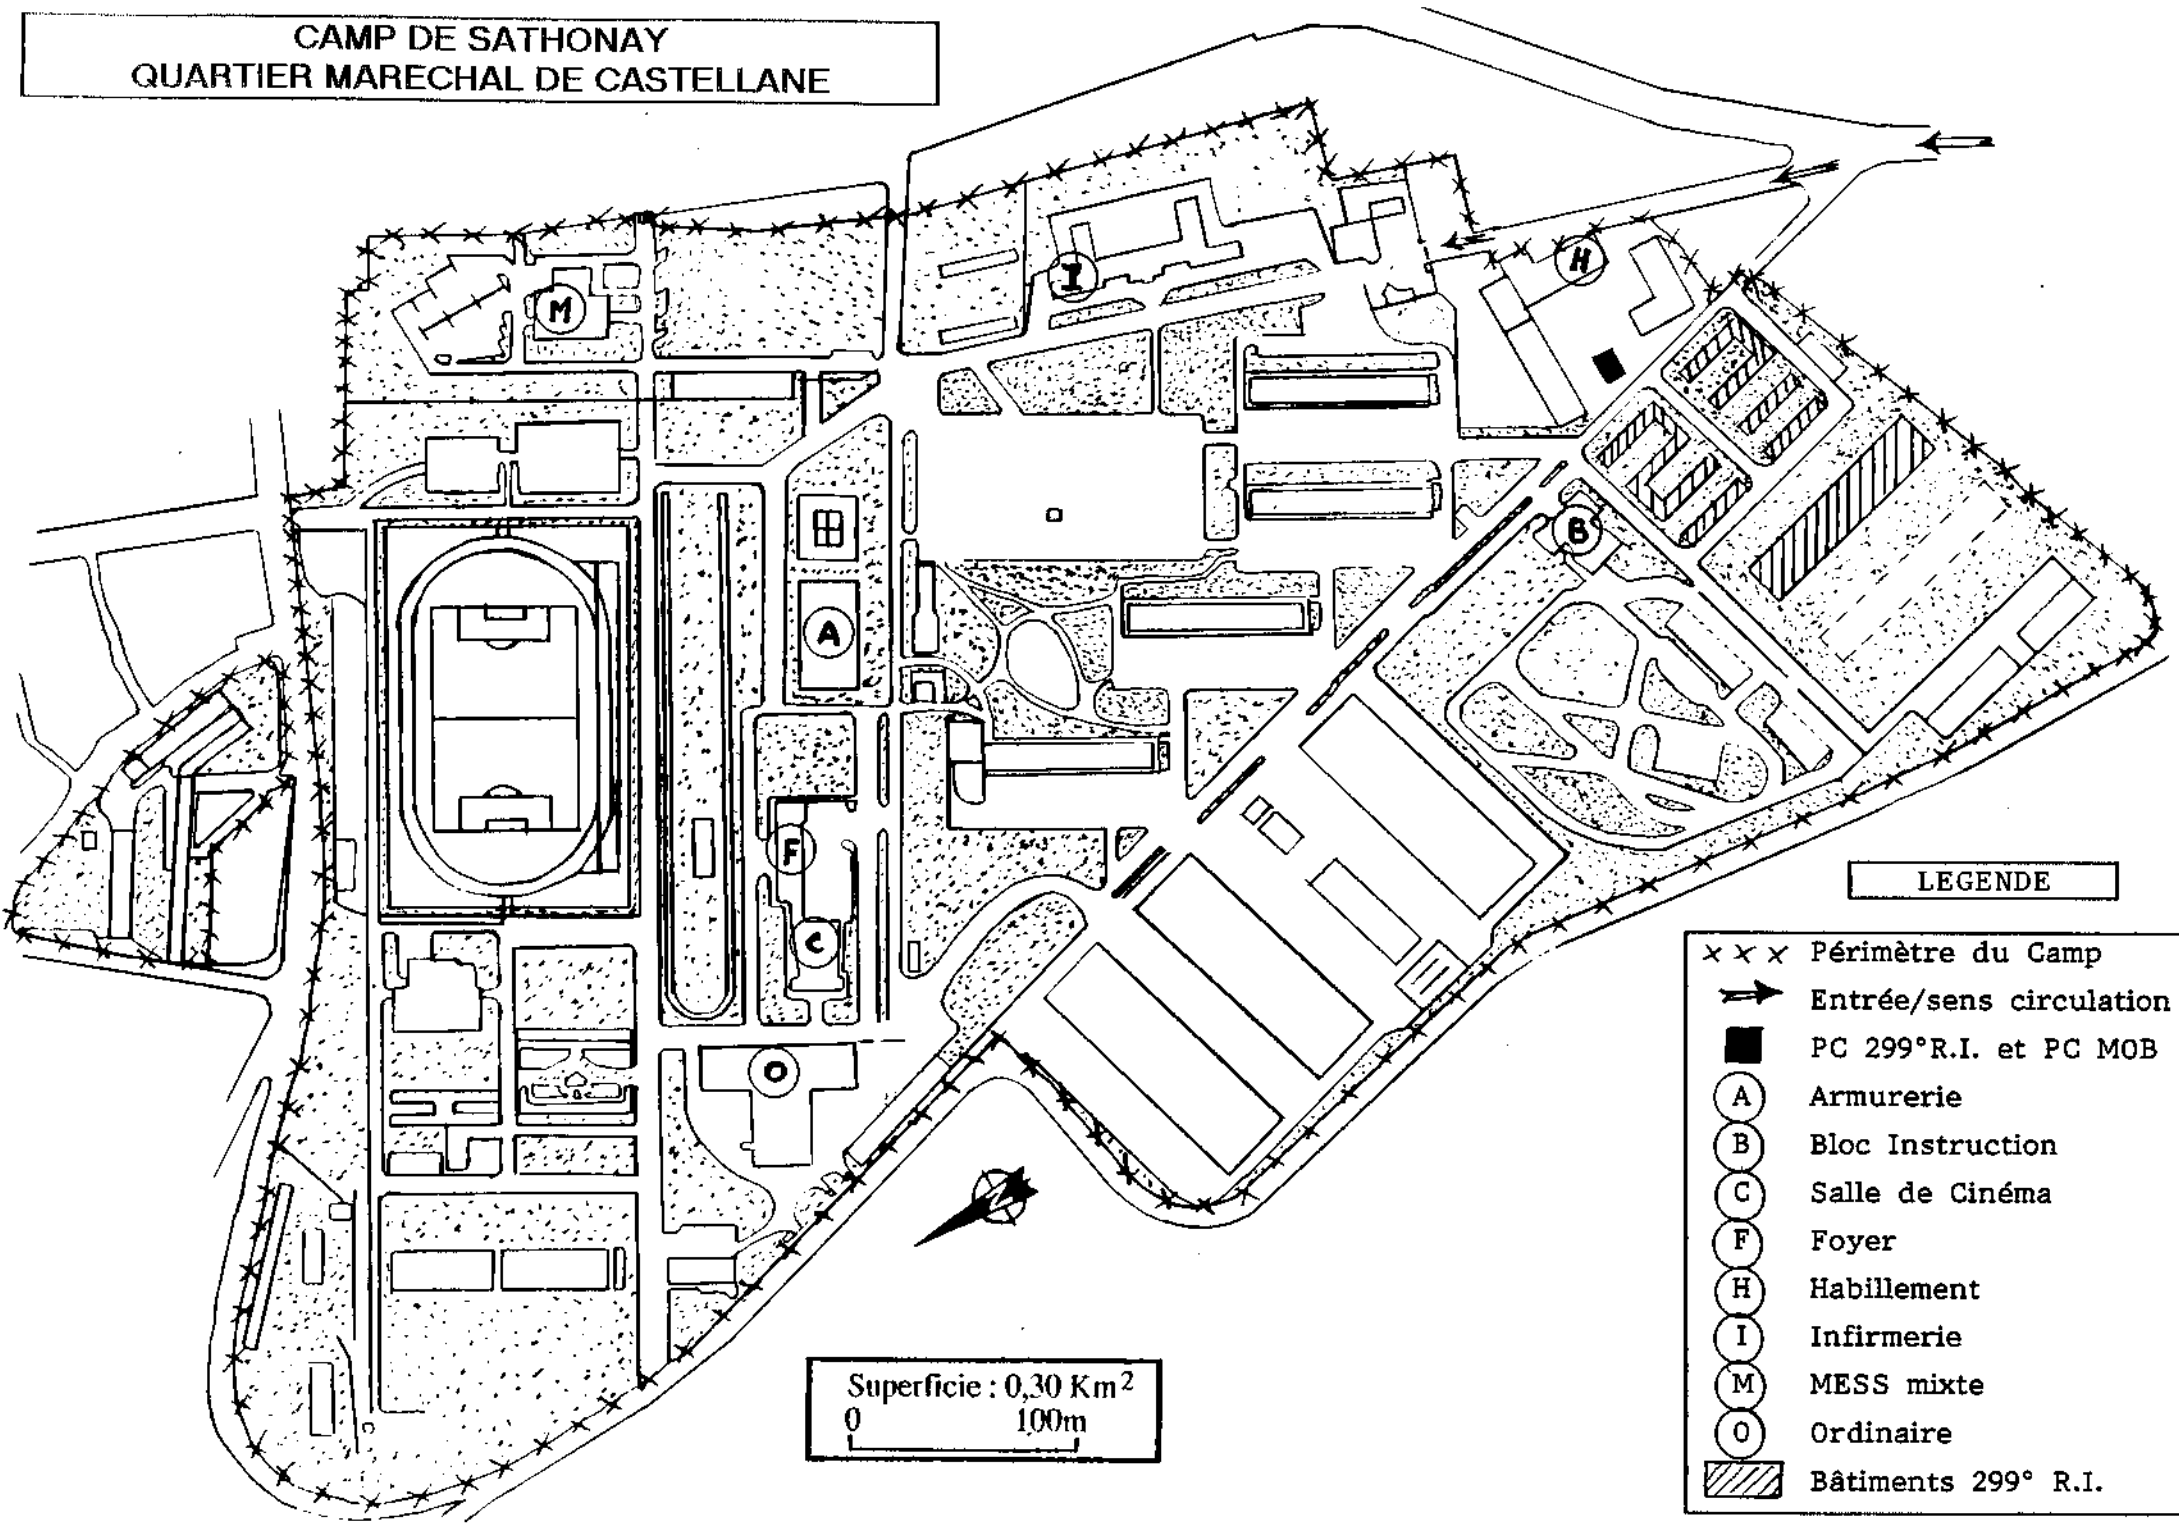 CAMP DE SATHONAY
QUARTIER MARECHAL DE CASTELLANE
M
I
H
B
A
F
C
O
N
LEGENDE
x x x Périmètre du Camp
Entrée/sens circulation
PC 299°R.I. et PC MOB
A Armurerie
B Bloc Instruction
C Salle de Cinéma
F Foyer
H Habillement
I Infirmerie
M MESS mixte
O Ordinaire
Bâtiments 299° R.I.
Superficie : 0,30 Km²
0 100m